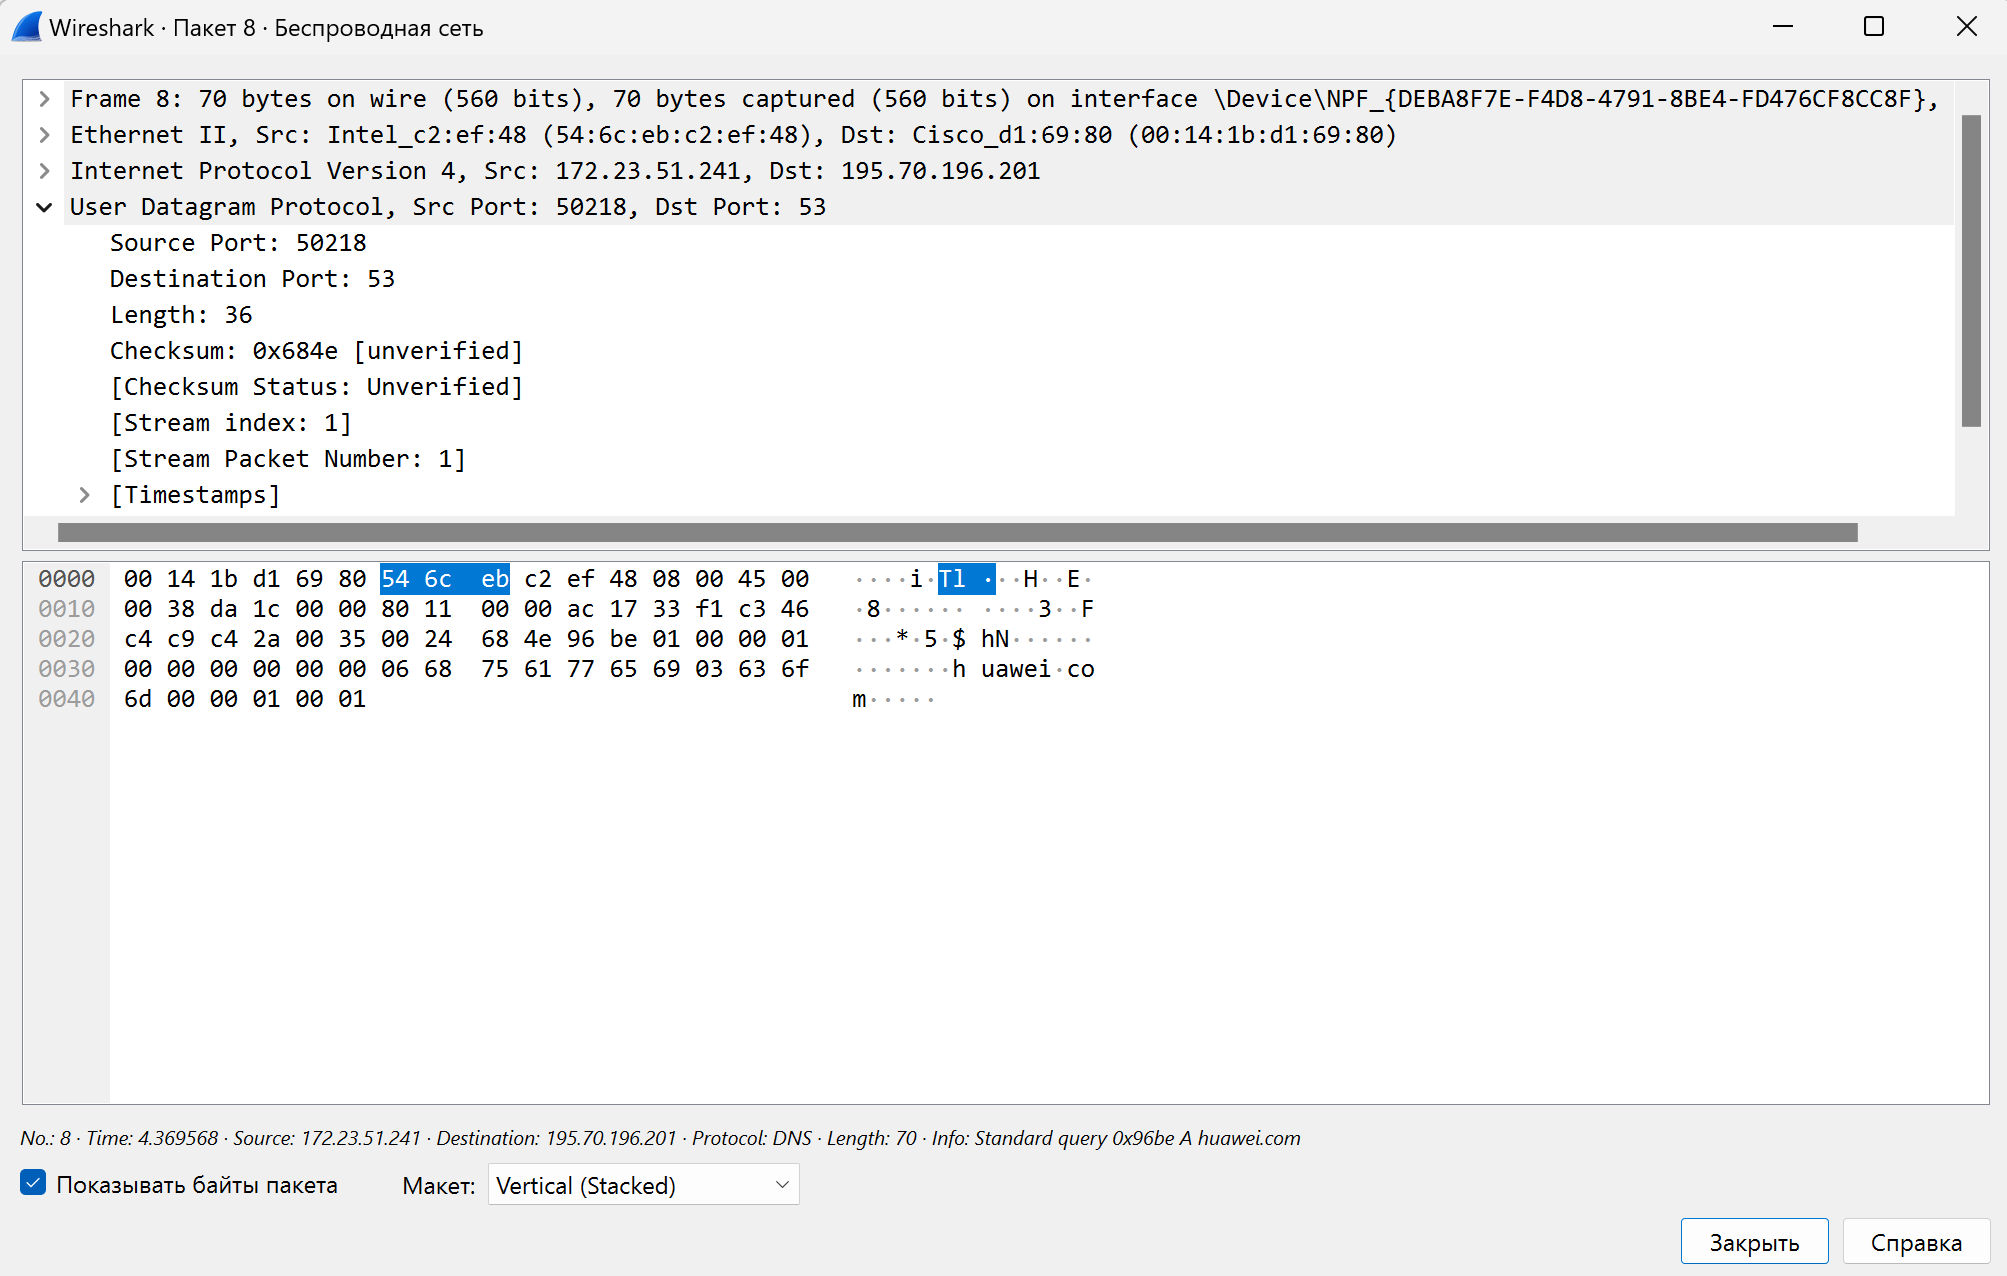 Wireshark · Пакет 8 · Беспроводная сеть
Frame 8: 70 bytes on wire (560 bits), 70 bytes captured (560 bits) on interface \Device\NPF_{DEBA8F7E-F4D8-4791-8BE4-FD476CF8CC8F},
Ethernet II, Src: Intel_c2:ef:48 (54:6c:eb:c2:ef:48), Dst: Cisco_d1:69:80 (00:14:1b:d1:69:80)
Internet Protocol Version 4, Src: 172.23.51.241, Dst: 195.70.196.201
User Datagram Protocol, Src Port: 50218, Dst Port: 53
Source Port: 50218
Destination Port: 53
Length: 36
Checksum: 0x684e [unverified]
[Checksum Status: Unverified]
[Stream index: 1]
[Stream Packet Number: 1]
[Timestamps]
0000 00 14 1b d1 69 80 54 6c eb c2 ef 48 08 00 45 00 ····i·Tl ···H··E·
0010 00 38 da 1c 00 00 80 11 00 00 ac 17 33 f1 c3 46 ·8······ ····3··F
0020 c4 c9 c4 2a 00 35 00 24 68 4e 96 be 01 00 00 01 ···*·5·$ hN······
0030 00 00 00 00 00 00 06 68 75 61 77 65 69 03 63 6f ·······h uawei·co
0040 6d 00 00 01 00 01 m·····
No.: 8 · Time: 4.369568 · Source: 172.23.51.241 · Destination: 195.70.196.201 · Protocol: DNS · Length: 70 · Info: Standard query 0x96be A huawei.com
Показывать байты пакета Макет: Vertical (Stacked)
Закрыть Справка